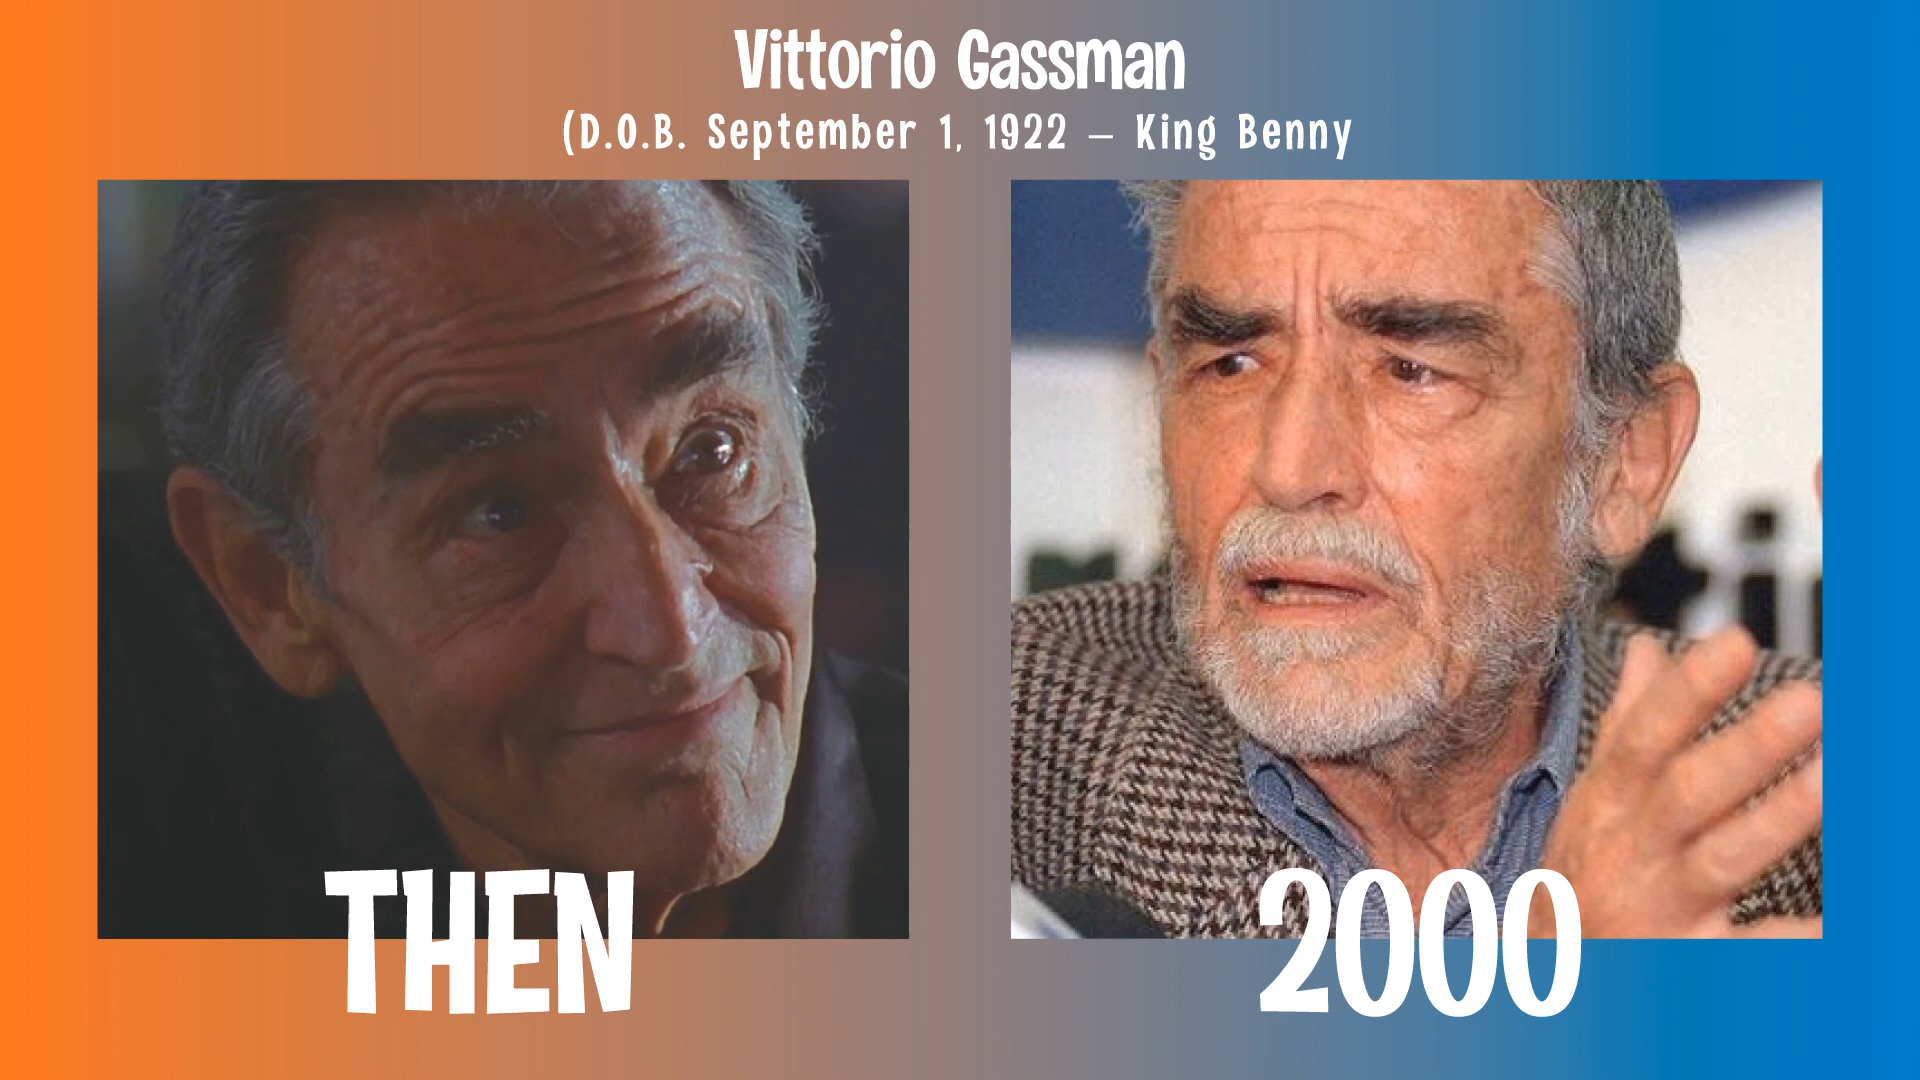 Vittorio Gassman
(D.O.B. September 1, 1922 – King Benny
THEN
2000